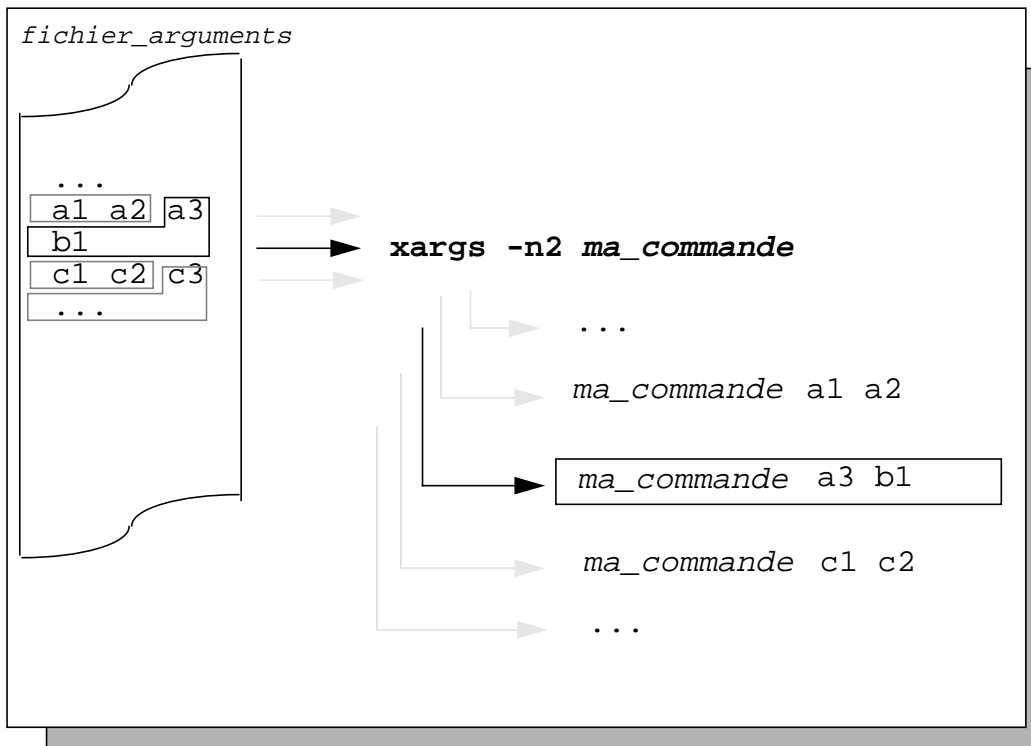 fichier_arguments
...
a1 a2 a3
b1
c1 c2 c3
...
xargs -n2 ma_commande
...
ma_commande a1 a2
ma_commande a3 b1
ma_commande c1 c2
...